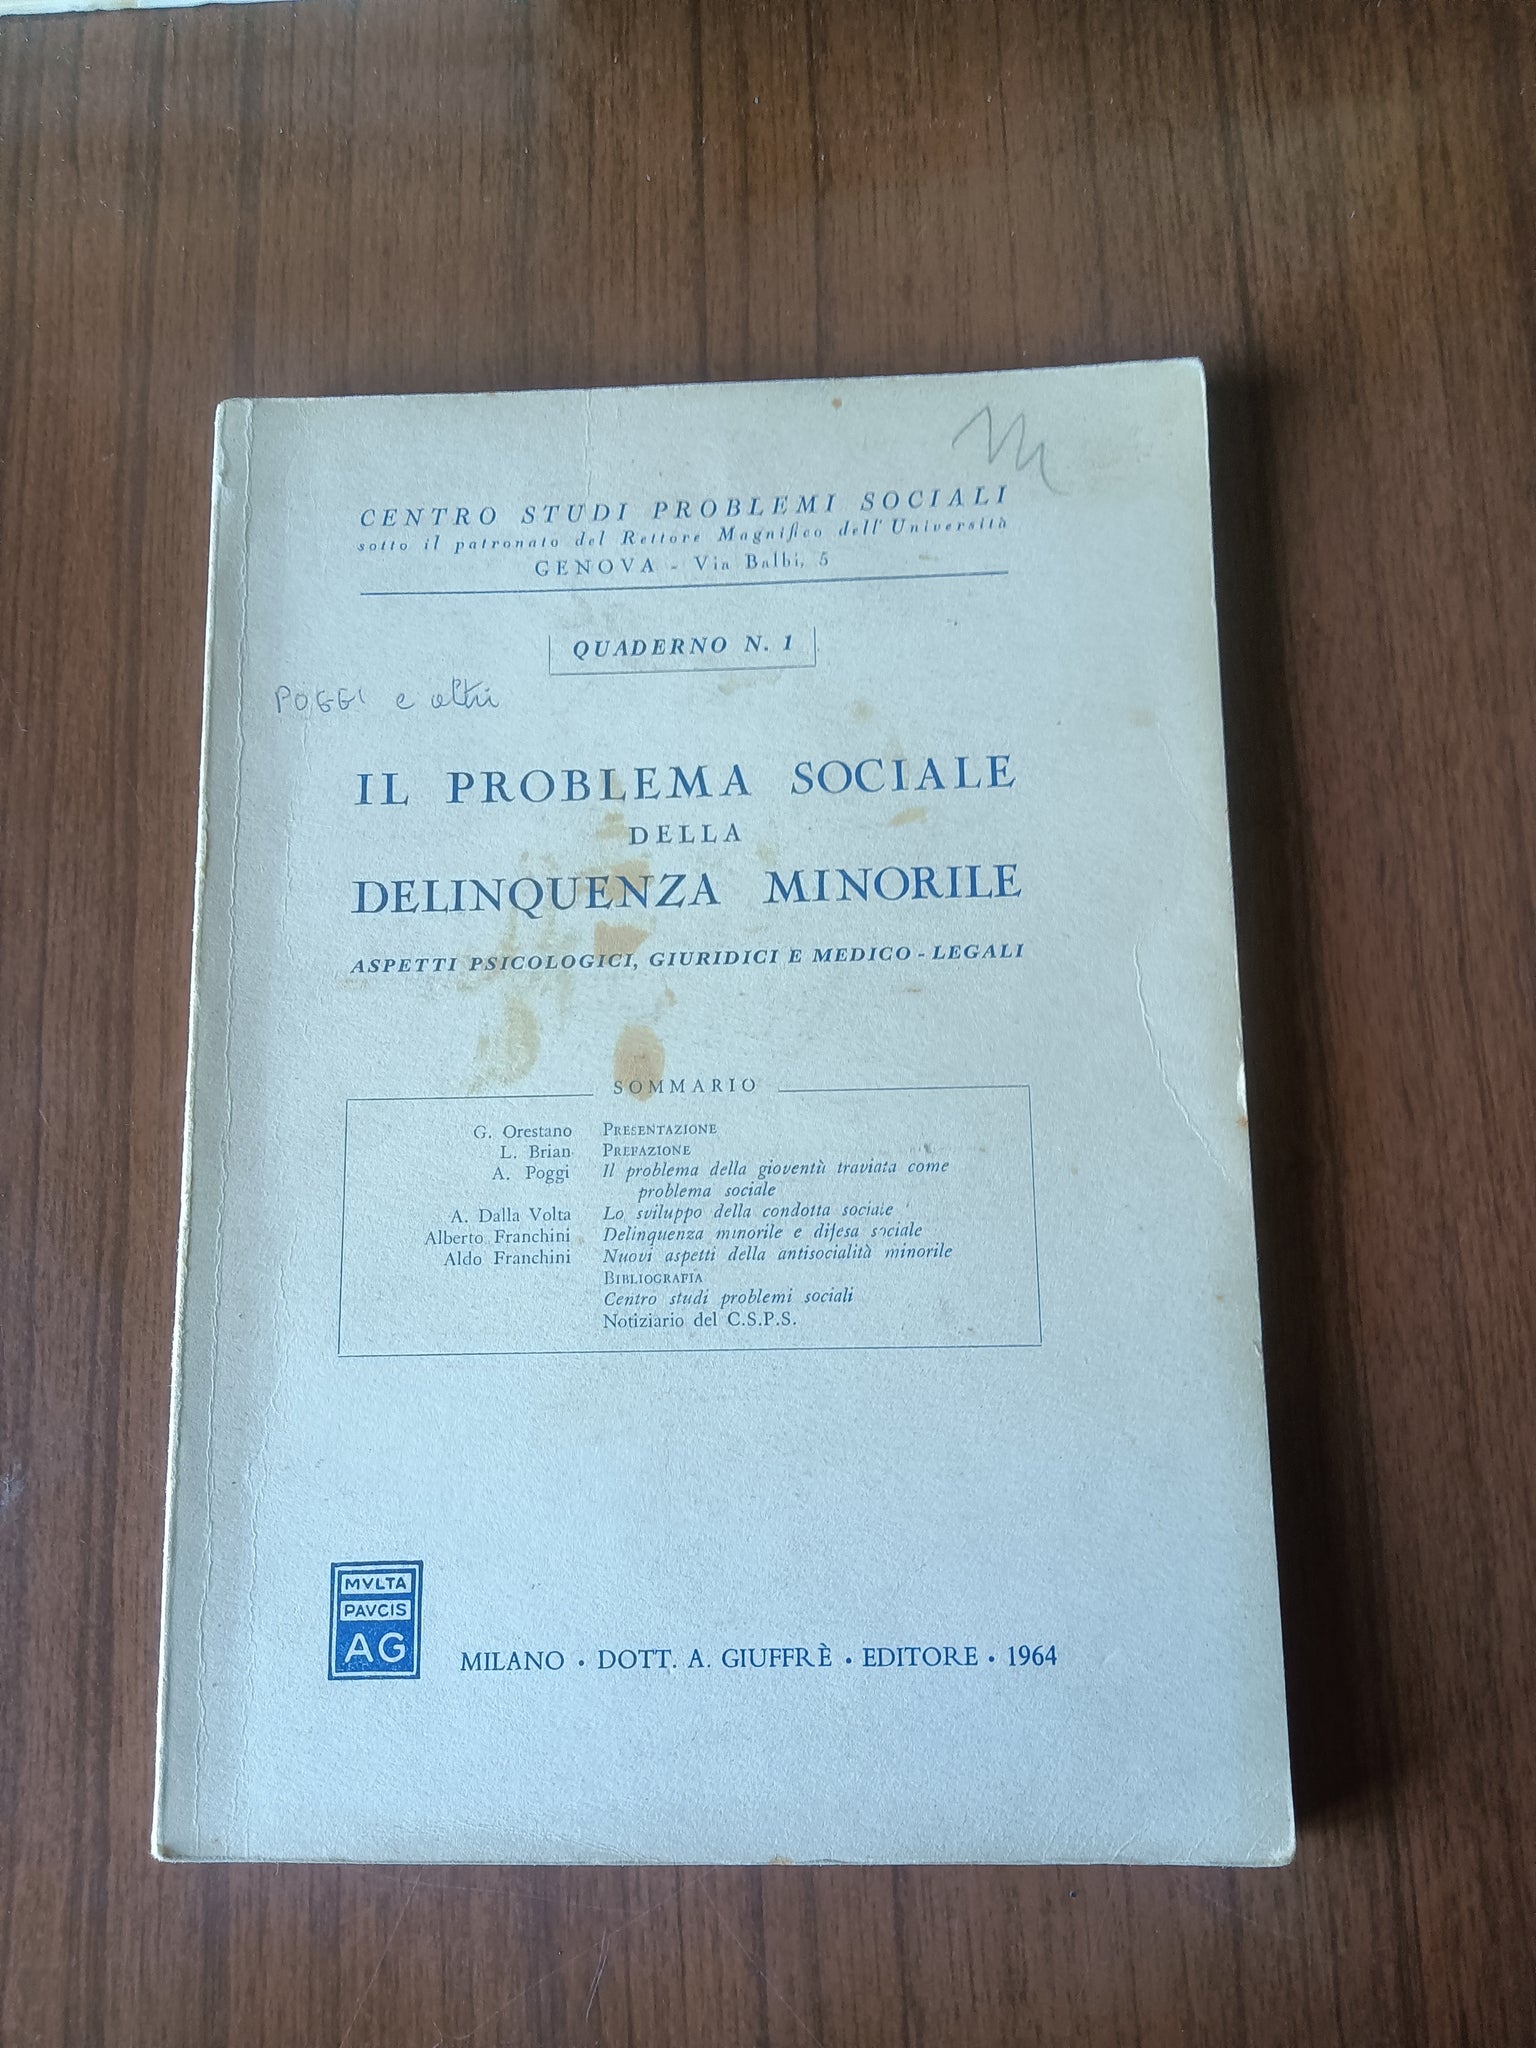 CENTRO STUDI PROBLEMI SOCIALI
sotto il patronato del Rettore Magnifico dell'Università
GENOVA - Via Balbi, 5
QUADERNO N. 1
POGGI e altri
IL PROBLEMA SOCIALE
DELLA
DELINQUENZA MINORILE
ASPETTI PSICOLOGICI, GIURIDICI E MEDICO-LEGALI
SOMMARIO
G. Orestano PRESENTAZIONE
L. Brian PREFAZIONE
A. Poggi Il problema della gioventù traviata come
problema sociale
A. Dalla Volta Lo sviluppo della condotta sociale
Alberto Franchini Delinquenza minorile e difesa sociale
Aldo Franchini Nuovi aspetti della antisocialità minorile
BIBLIOGRAFIA
Centro studi problemi sociali
Notiziario del C.S.P.S.
MVLTA
PAVCIS
AG
MILANO • DOTT. A. GIUFFRÈ • EDITORE • 1964